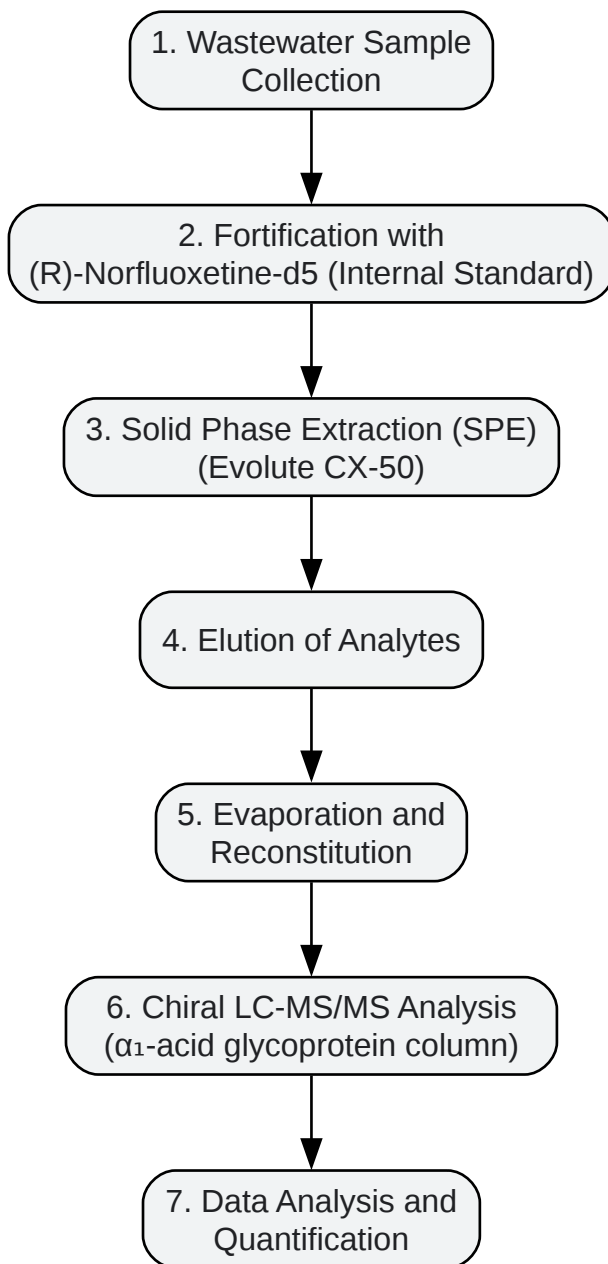 1. Wastewater Sample
Collection
2. Fortification with
(R)-Norfluoxetine-d5 (Internal Standard)
3. Solid Phase Extraction (SPE)
(Evolute CX-50)
4. Elution of Analytes
5. Evaporation and
Reconstitution
6. Chiral LC-MS/MS Analysis
(α₁-acid glycoprotein column)
7. Data Analysis and
Quantification